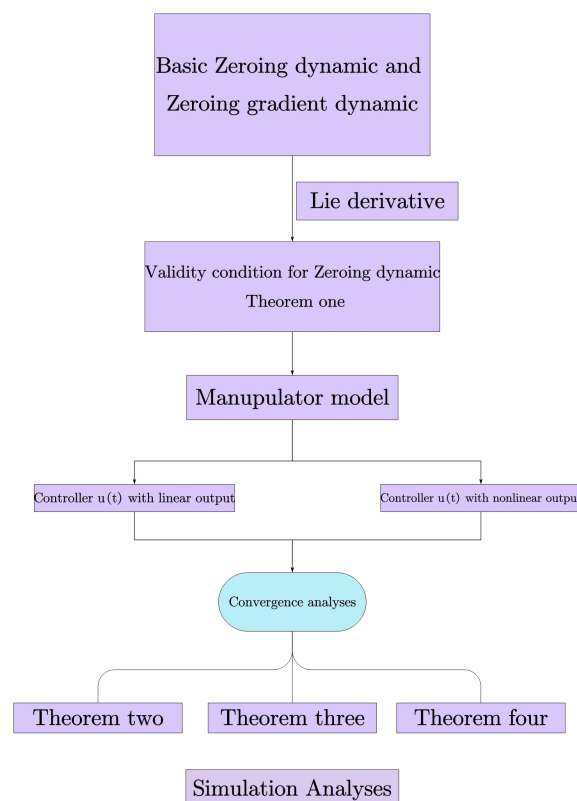 Basic Zeroing dynamic and
Zeroing gradient dynamic
Lie derivative
Validity condition for Zeroing dynamic
Theorem one
Manupulator model
Controller u(t) with linear output
Controller u(t) with nonlinear output
Convergence analyses
Theorem two
Theorem three
Theorem four
Simulation Analyses